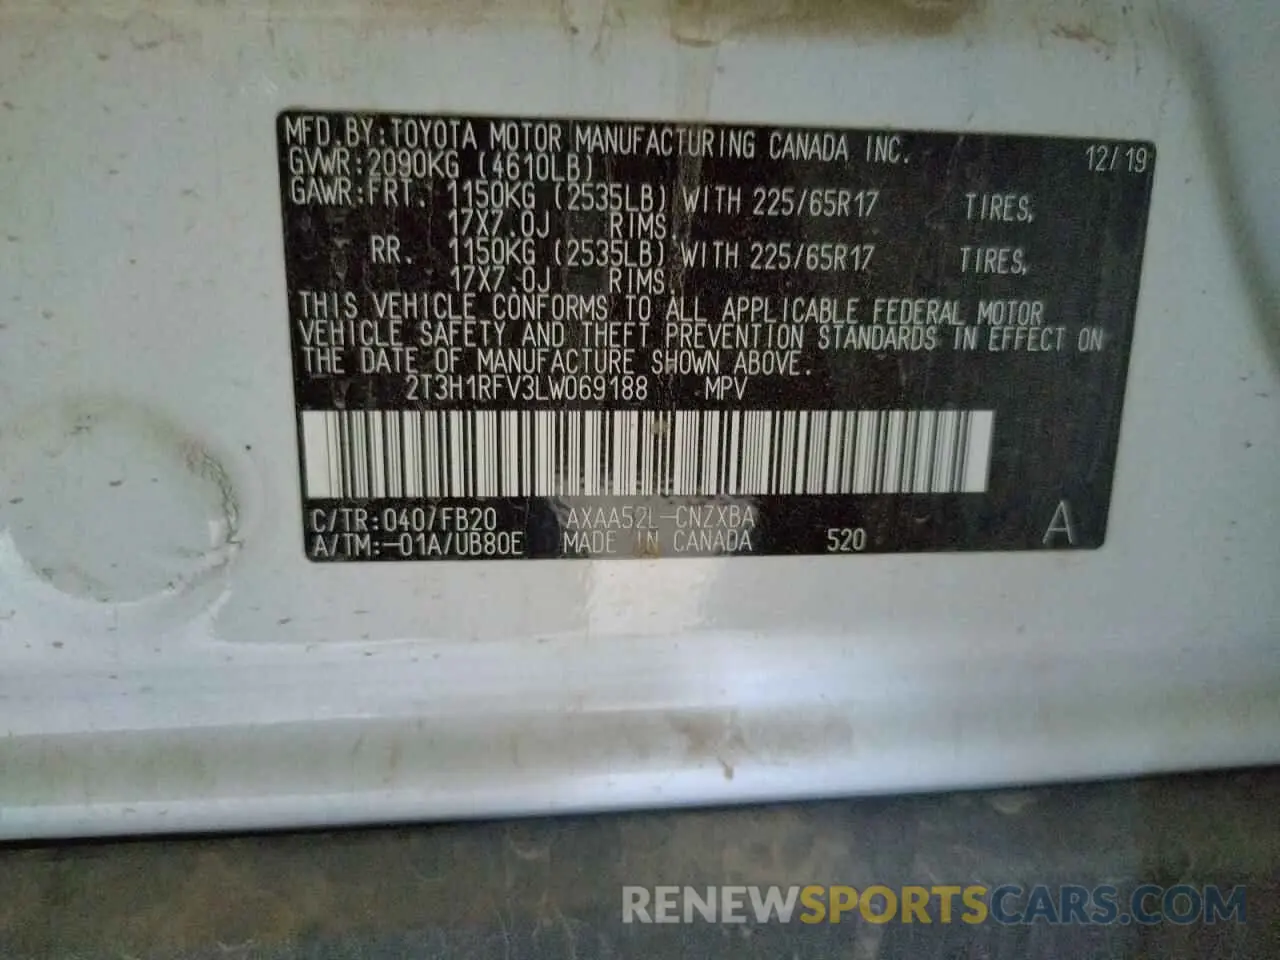 MFD.BY:TOYOTA MOTOR MANUFACTURING CANADA INC. 12/19
GVWR:2090KG (4610LB)
GAWR:FRT. 1150KG (2535LB) WITH 225/65R17 TIRES,
17X7.0J RIMS.
RR. 1150KG (2535LB) WITH 225/65R17 TIRES,
17X7.0J RIMS.
THIS VEHICLE CONFORMS TO ALL APPLICABLE FEDERAL MOTOR
VEHICLE SAFETY AND THEFT PREVENTION STANDARDS IN EFFECT ON
THE DATE OF MANUFACTURE SHOWN ABOVE.
2T3H1RFV3LW069188 MPV
C/TR:040/FB20 AXAA52L-CNZXBA
A/TM:-01A/UB80E MADE IN CANADA 520 A
RENEWSPORTSCARS.COM